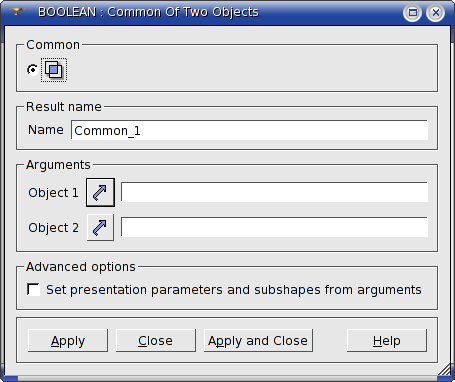 BOOLEAN : Common Of Two Objects
Common
Result name
Name Common_1
Arguments
Object 1
Object 2
Advanced options
Set presentation parameters and subshapes from arguments
Apply Close Apply and Close Help